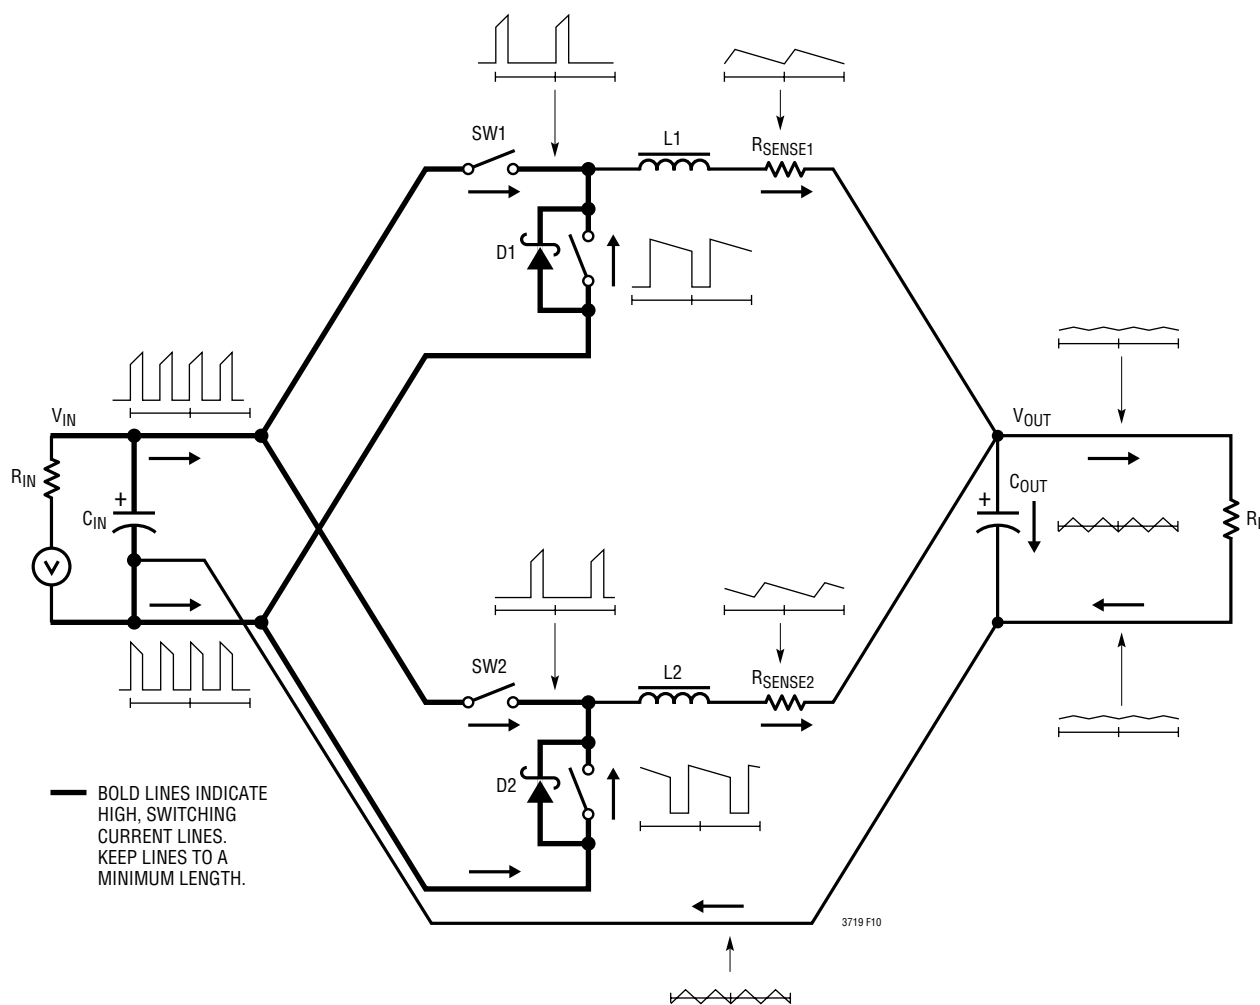 SW1
L1
RSENSE1
D1
VIN
VOUT
RIN
CIN
+
COUT
+
SW2
L2
RSENSE2
D2
BOLD LINES INDICATE
HIGH, SWITCHING
CURRENT LINES.
KEEP LINES TO A
MINIMUM LENGTH.
3719 F10